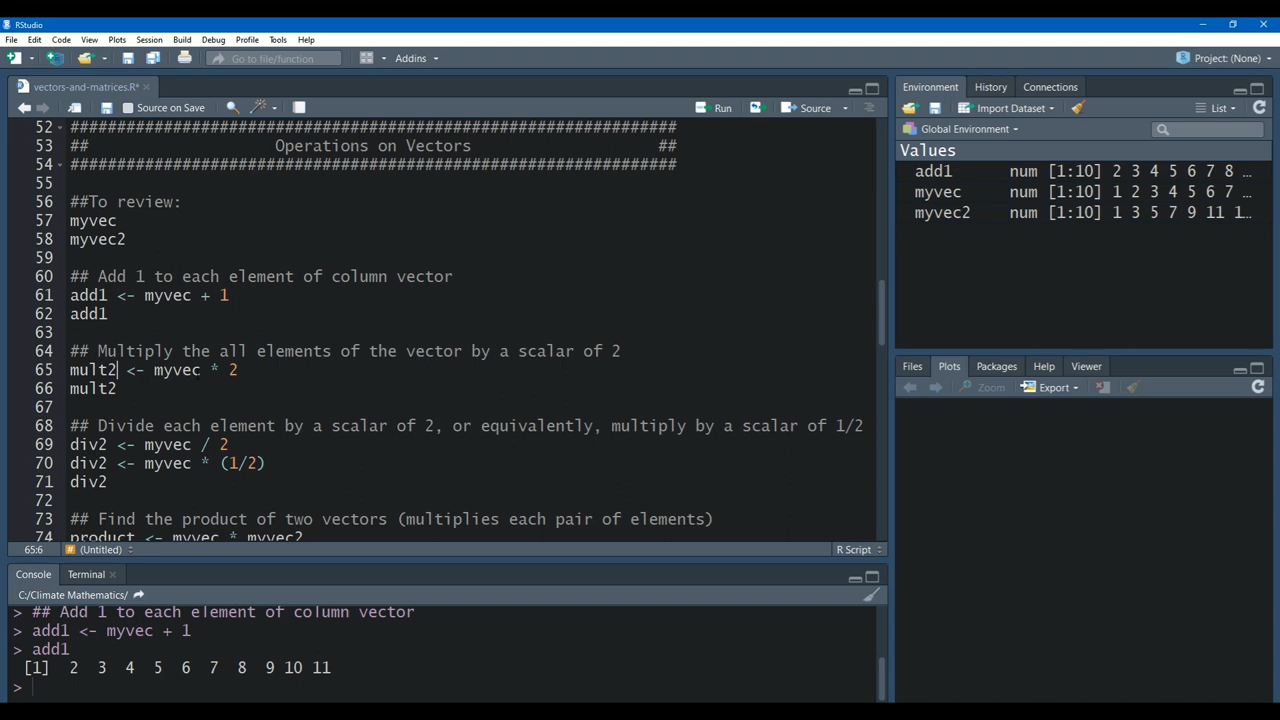 RStudio
File Edit Code View Plots Session Build Debug Profile Tools Help
Go to file/function Addins Project: (None)
vectors-and-matrices.R*
Source on Save Run Source
52 #################################################################
53 ## Operations on Vectors ##
54 #################################################################
55
56 ##To review:
57 myvec
58 myvec2
59
60 ## Add 1 to each element of column vector
61 add1 <- myvec + 1
62 add1
63
64 ## Multiply the all elements of the vector by a scalar of 2
65 mult2 <- myvec * 2
66 mult2
67
68 ## Divide each element by a scalar of 2, or equivalently, multiply by a scalar of 1/2
69 div2 <- myvec / 2
70 div2 <- myvec * (1/2)
71 div2
72
73 ## Find the product of two vectors (multiplies each pair of elements)
74 product <- myvec * myvec2
65:6 (Untitled) R Script
Console Terminal
C:/Climate Mathematics/
> ## Add 1 to each element of column vector
> add1 <- myvec + 1
> add1
[1] 2 3 4 5 6 7 8 9 10 11
>
Environment History Connections
Import Dataset List
Global Environment
Values
add1 num [1:10] 2 3 4 5 6 7 8 …
myvec num [1:10] 1 2 3 4 5 6 7 …
myvec2 num [1:10] 1 3 5 7 9 11 1…
Files Plots Packages Help Viewer
Zoom Export